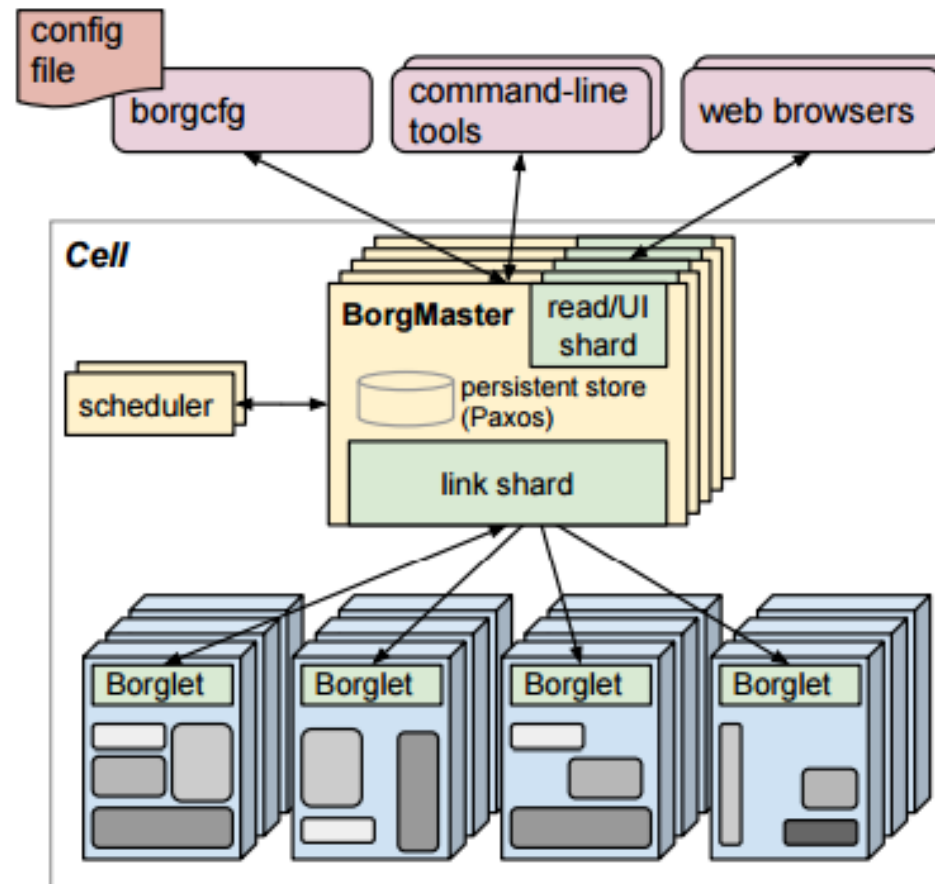 config
file
borgcfg
command-line
tools
web browsers
Cell
BorgMaster
read/UI
shard
scheduler
persistent store
(Paxos)
link shard
Borglet
Borglet
Borglet
Borglet